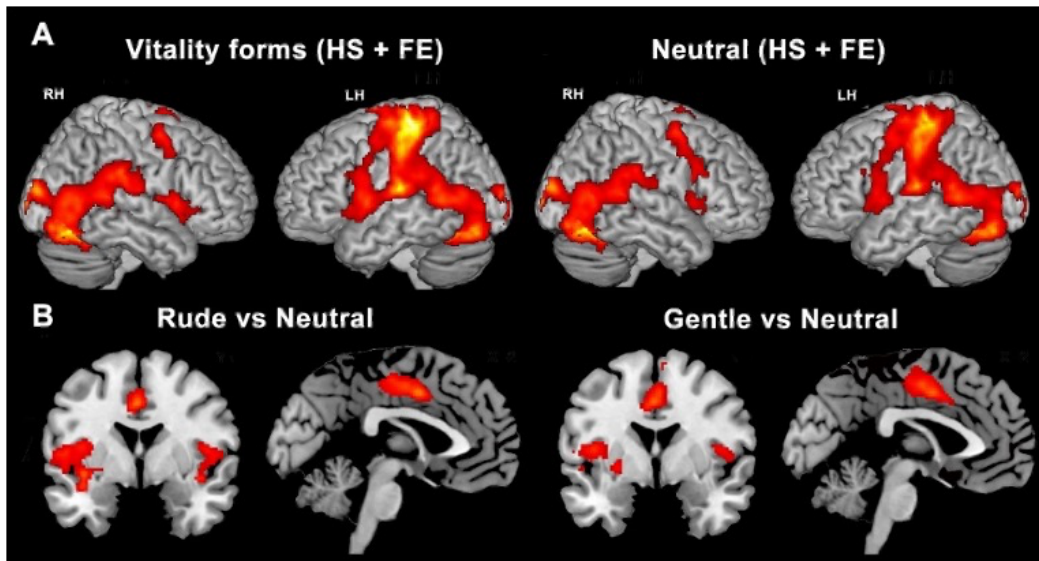 A
Vitality forms (HS + FE)
Neutral (HS + FE)
RH
LH
RH
LH
B
Rude vs Neutral
Gentle vs Neutral